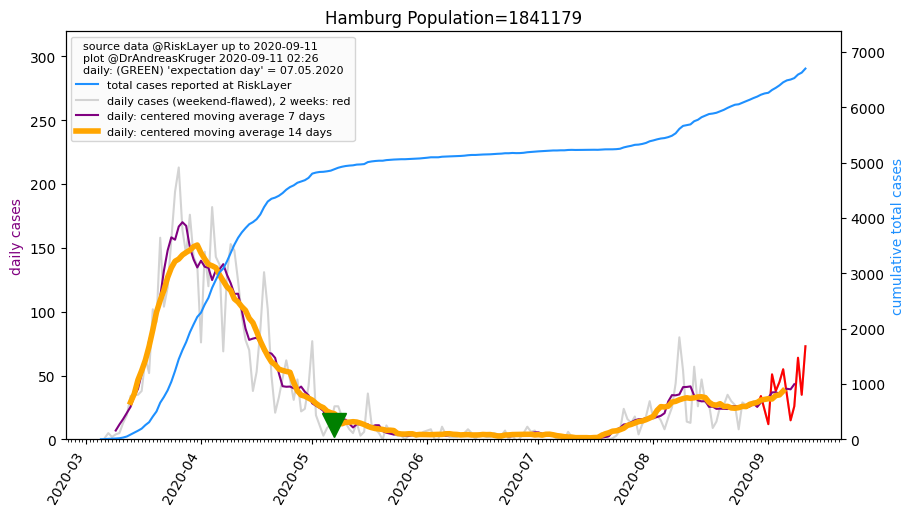 Hamburg Population=1841179
source data @RiskLayer up to 2020-09-11
plot @DrAndreasKruger 2020-09-11 02:26
daily: (GREEN) 'expectation day' = 07.05.2020
total cases reported at RiskLayer
daily cases (weekend-flawed), 2 weeks: red
daily: centered moving average 7 days
daily: centered moving average 14 days
daily cases
300
250
200
150
100
50
0
7000
6000
5000
4000
3000
2000
1000
0
cumulative total cases
2020-03
2020-04
2020-05
2020-06
2020-07
2020-08
2020-09